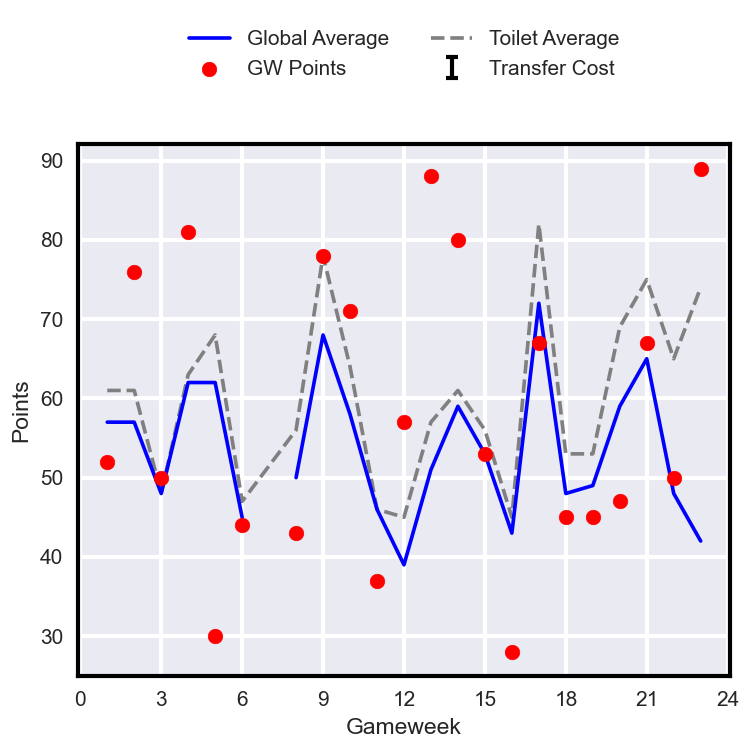 Global Average
Toilet Average
GW Points
Transfer Cost
90
80
70
60
50
40
30
Points
0 3 6 9 12 15 18 21 24
Gameweek